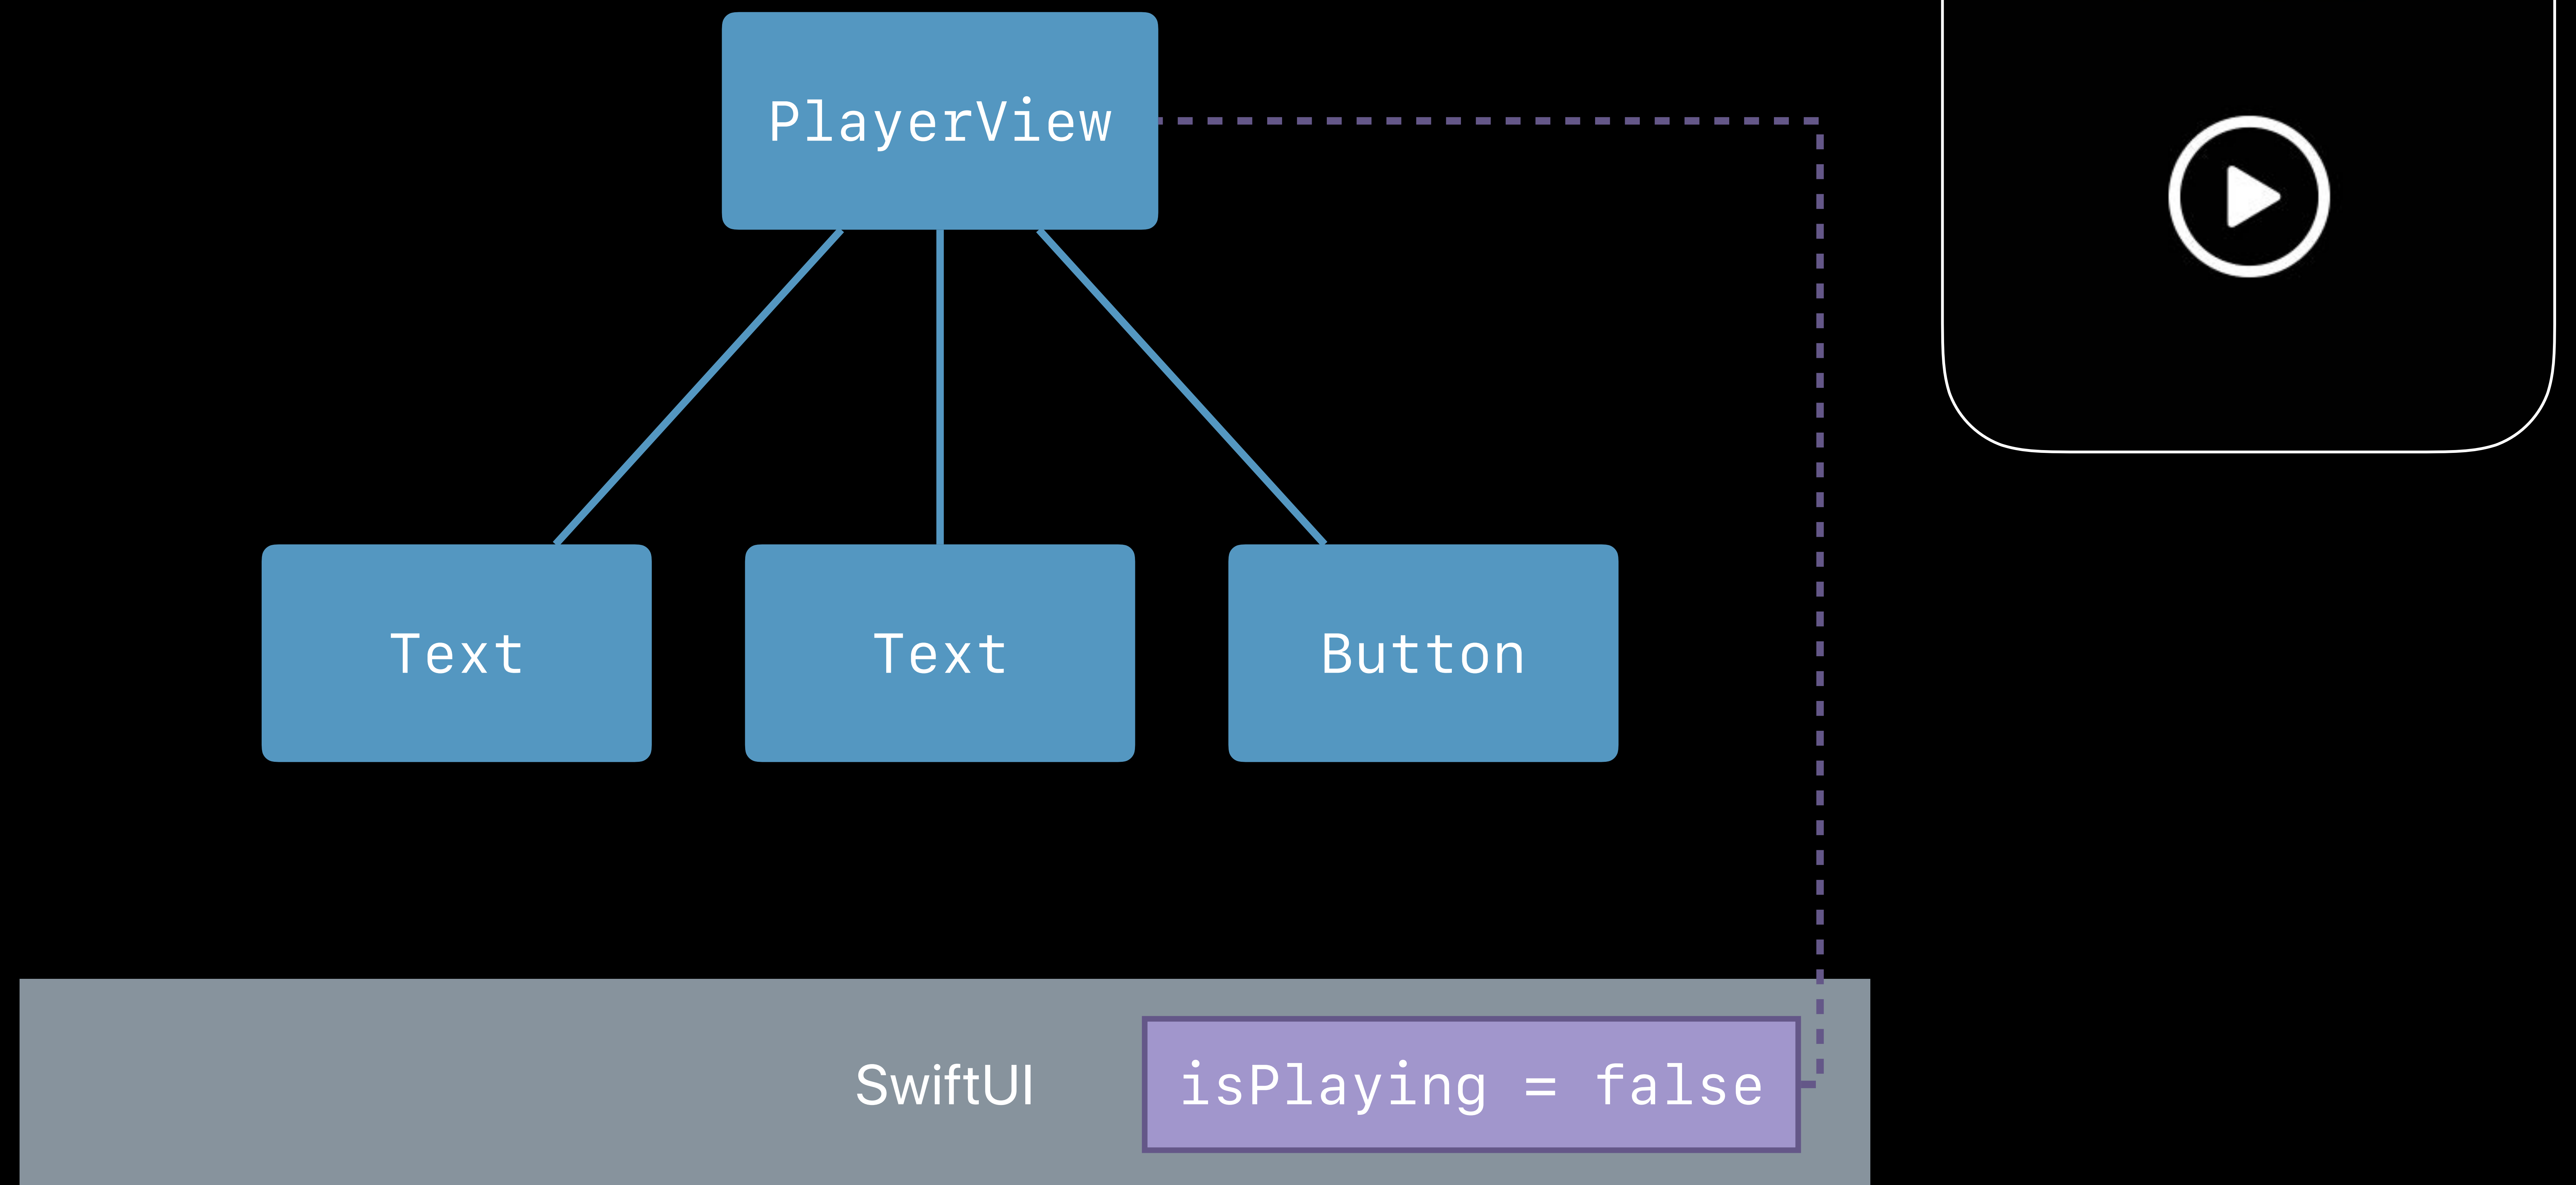 PlayerView
Text
Text
Button
SwiftUI
isPlaying = false